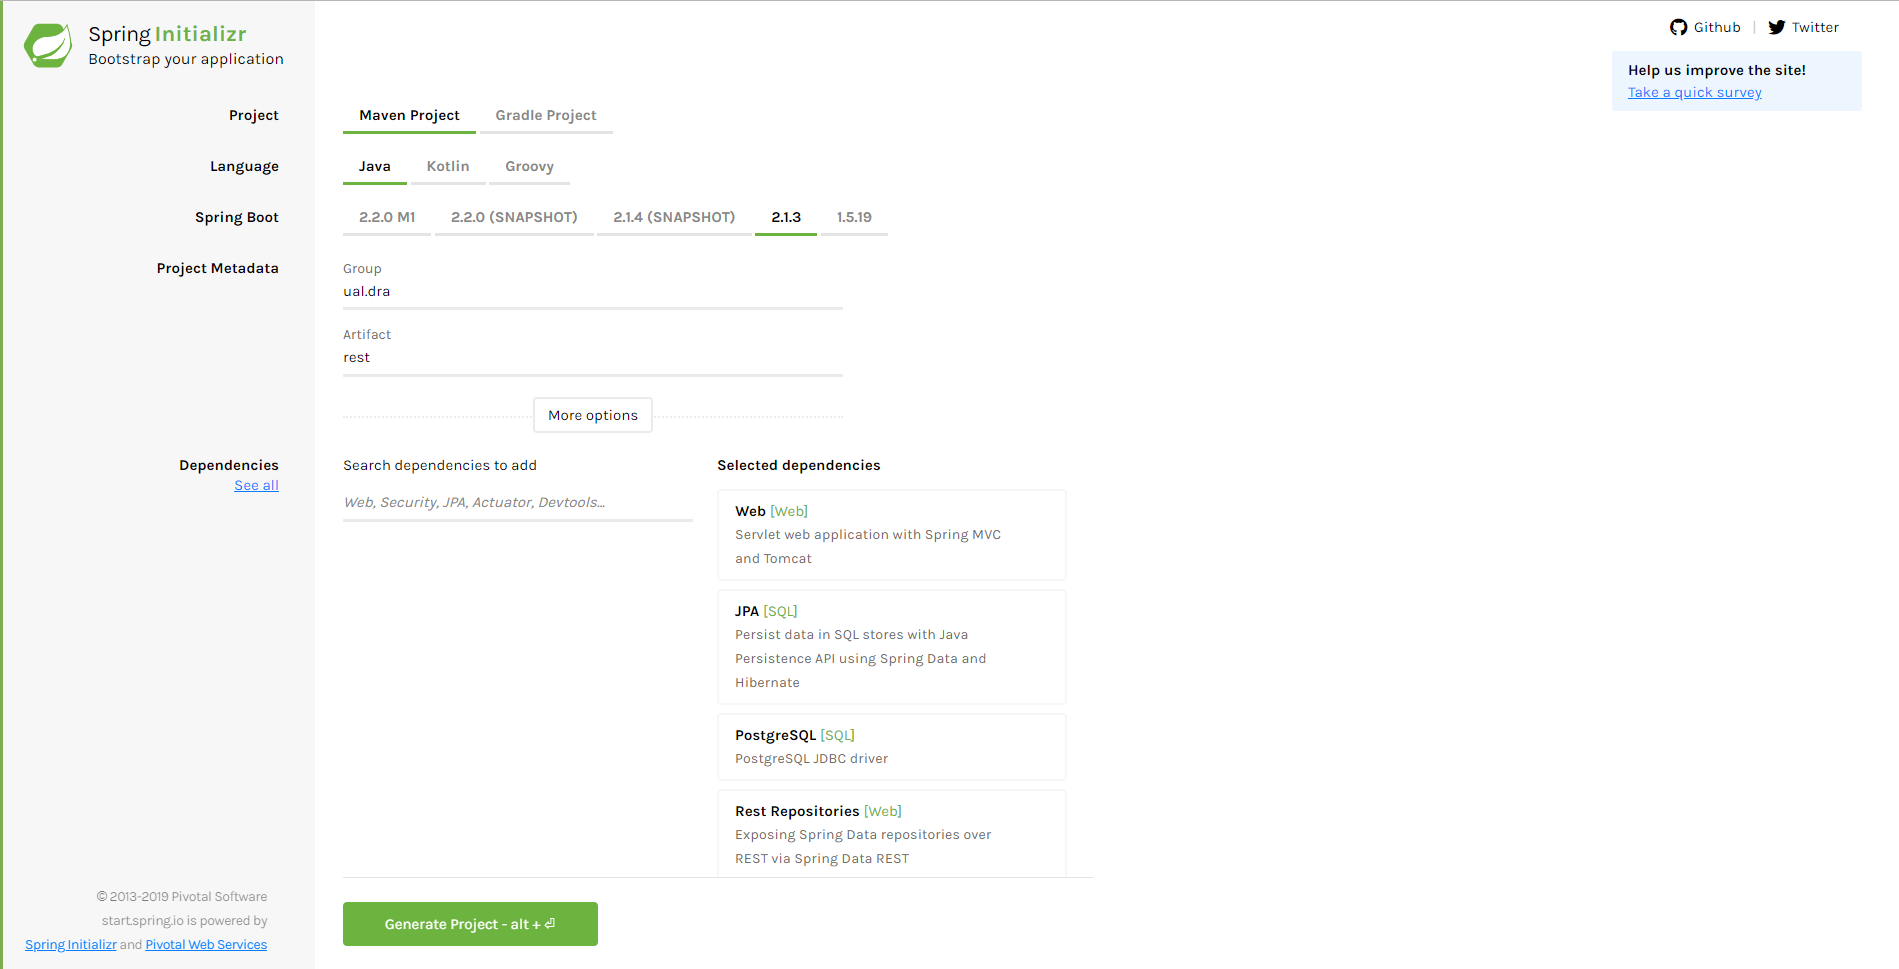 Spring Initializr
Bootstrap your application
Github | Twitter
Help us improve the site!
Take a quick survey
Project
Maven Project Gradle Project
Language
Java Kotlin Groovy
Spring Boot
2.2.0 M1 2.2.0 (SNAPSHOT) 2.1.4 (SNAPSHOT) 2.1.3 1.5.19
Project Metadata
Group
ual.dra
Artifact
rest
More options
Dependencies
See all
Search dependencies to add
Web, Security, JPA, Actuator, Devtools...
Selected dependencies
Web [Web]
Servlet web application with Spring MVC
and Tomcat
JPA [SQL]
Persist data in SQL stores with Java
Persistence API using Spring Data and
Hibernate
PostgreSQL [SQL]
PostgreSQL JDBC driver
Rest Repositories [Web]
Exposing Spring Data repositories over
REST via Spring Data REST
© 2013-2019 Pivotal Software
start.spring.io is powered by
Spring Initializr and Pivotal Web Services
Generate Project - alt + ⏎